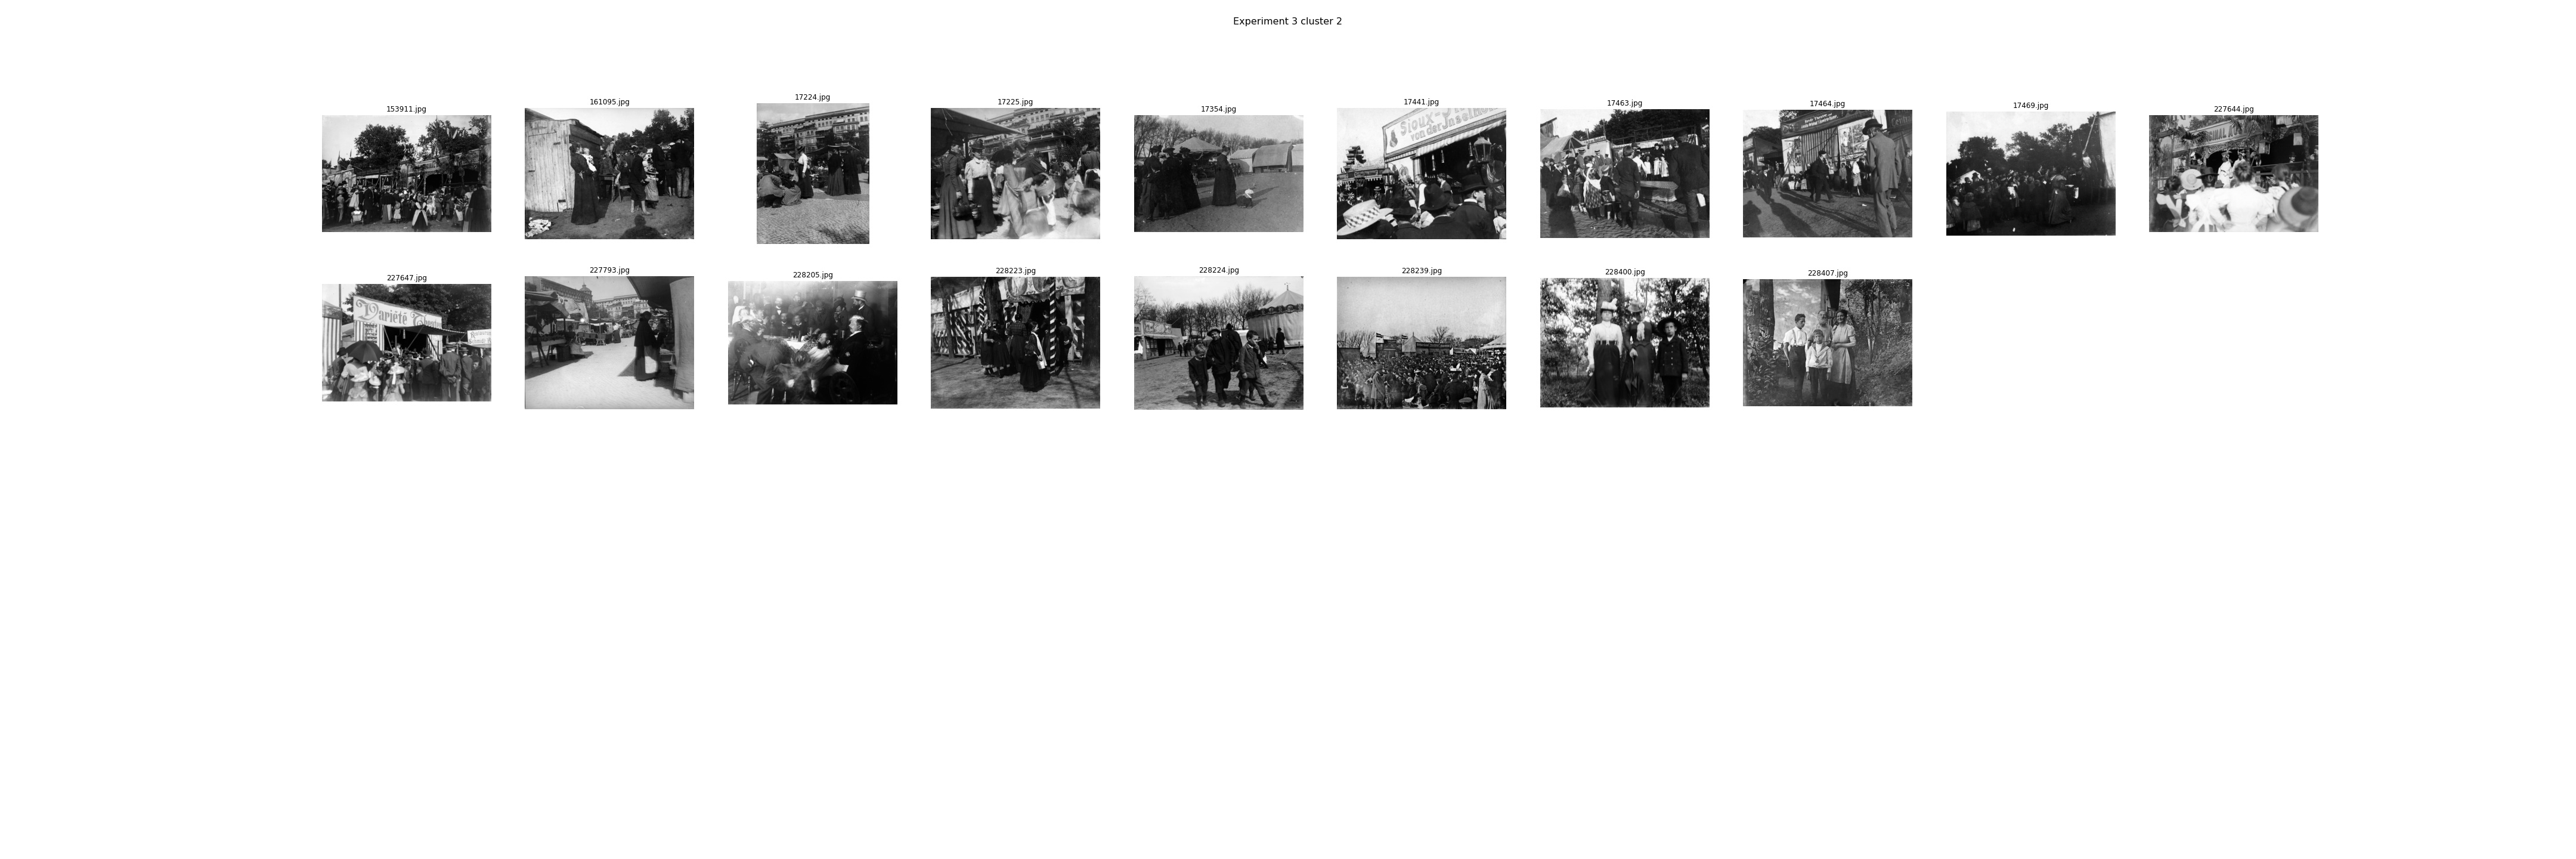 Experiment 3 cluster 2
153911.jpg
161095.jpg
17224.jpg
17225.jpg
17354.jpg
17441.jpg
17463.jpg
17464.jpg
17469.jpg
227644.jpg
Sioux-
von der Insel
227647.jpg
227793.jpg
228205.jpg
228223.jpg
228224.jpg
228239.jpg
228400.jpg
228407.jpg
Variété